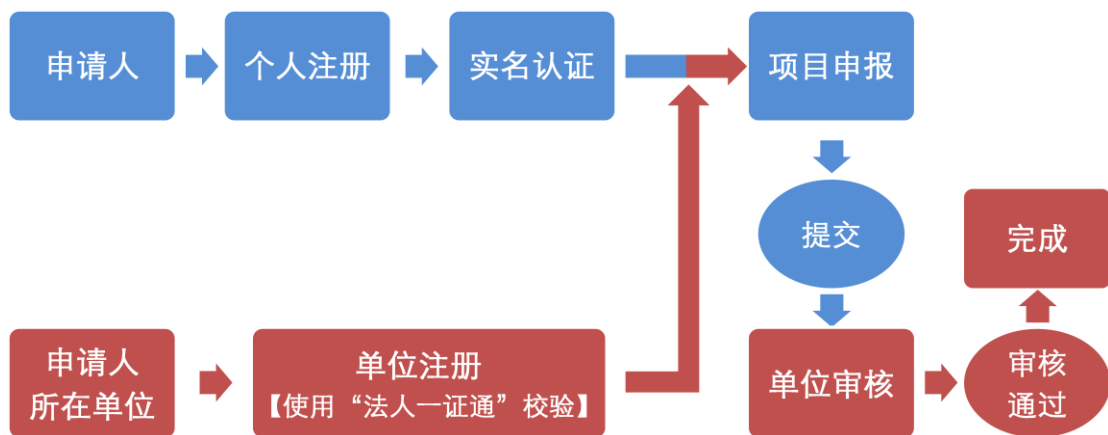 申请人
个人注册
实名认证
项目申报
提交
完成
申请人
所在单位
单位注册
【使用“法人一证通”校验】
单位审核
审核
通过